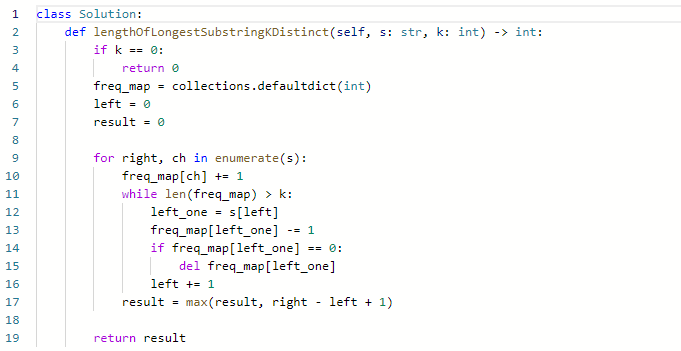 1 class Solution:
2     def lengthOfLongestSubstringKDistinct(self, s: str, k: int) -> int:
3         if k == 0:
4             return 0
5         freq_map = collections.defaultdict(int)
6         left = 0
7         result = 0
8
9         for right, ch in enumerate(s):
10             freq_map[ch] += 1
11             while len(freq_map) > k:
12                 left_one = s[left]
13                 freq_map[left_one] -= 1
14                 if freq_map[left_one] == 0:
15                     del freq_map[left_one]
16                 left += 1
17             result = max(result, right - left + 1)
18
19         return result